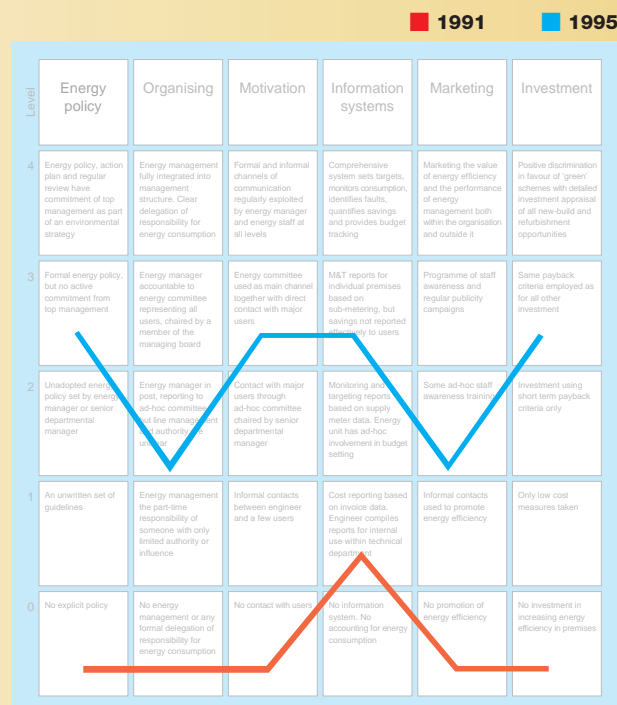 1991
1995
Level
Energy
policy
Organising
Motivation
Information
systems
Marketing
Investment
4
Energy policy, action
plan and regular
review have
commitment of top
management as part
of an environmental
strategy
Energy management
fully integrated into
management
structure. Clear
delegation of
responsibility for
energy consumption
Formal and informal
channels of
communication
regularly exploited
by energy manager
and energy staff at
all levels
Comprehensive
system sets targets,
monitors consumption,
identifies faults,
quantifies savings
and provides budget
tracking
Marketing the value
of energy efficiency
and the performance
of energy
management both
within the organisation
and outside it
Positive discrimination
in favour of 'green'
schemes with detailed
investment appraisal
of all new-build and
refurbishment
opportunities
3
Formal energy policy,
but no active
commitment from
top management
Energy manager
accountable to
energy committee
representing all
users, chaired by a
member of the
managing board
Energy committee
used as main channel
together with direct
contact with major
users
M&T reports for
individual premises
based on
sub-metering, but
savings not reported
effectively to users
Programme of staff
awareness and
regular publicity
campaigns
Same payback
criteria employed as
for all other
investment
2
Unadopted energy
policy set by energy
manager or senior
departmental
manager
Energy manager in
post, reporting to
ad-hoc committee,
but line management
and authority are
unclear
Contact with major
users through
ad-hoc committee
chaired by senior
departmental
manager
Monitoring and
targeting reports
based on supply
meter data. Energy
unit has ad-hoc
involvement in budget
setting
Some ad-hoc staff
awareness training
Investment using
short term payback
criteria only
1
An unwritten set of
guidelines
Energy management
the part-time
responsibility of
someone with only
limited authority or
influence
Informal contacts
between engineer
and a few users
Cost reporting based
on invoice data.
Engineer compiles
reports for internal
use within technical
department
Informal contacts
used to promote
energy efficiency
Only low cost
measures taken
0
No explicit policy
No energy
management or any
formal delegation of
responsibility for
energy consumption
No contact with users
No information
system. No
accounting for energy
consumption
No promotion of
energy efficiency
No investment in
increasing energy
efficiency in premises